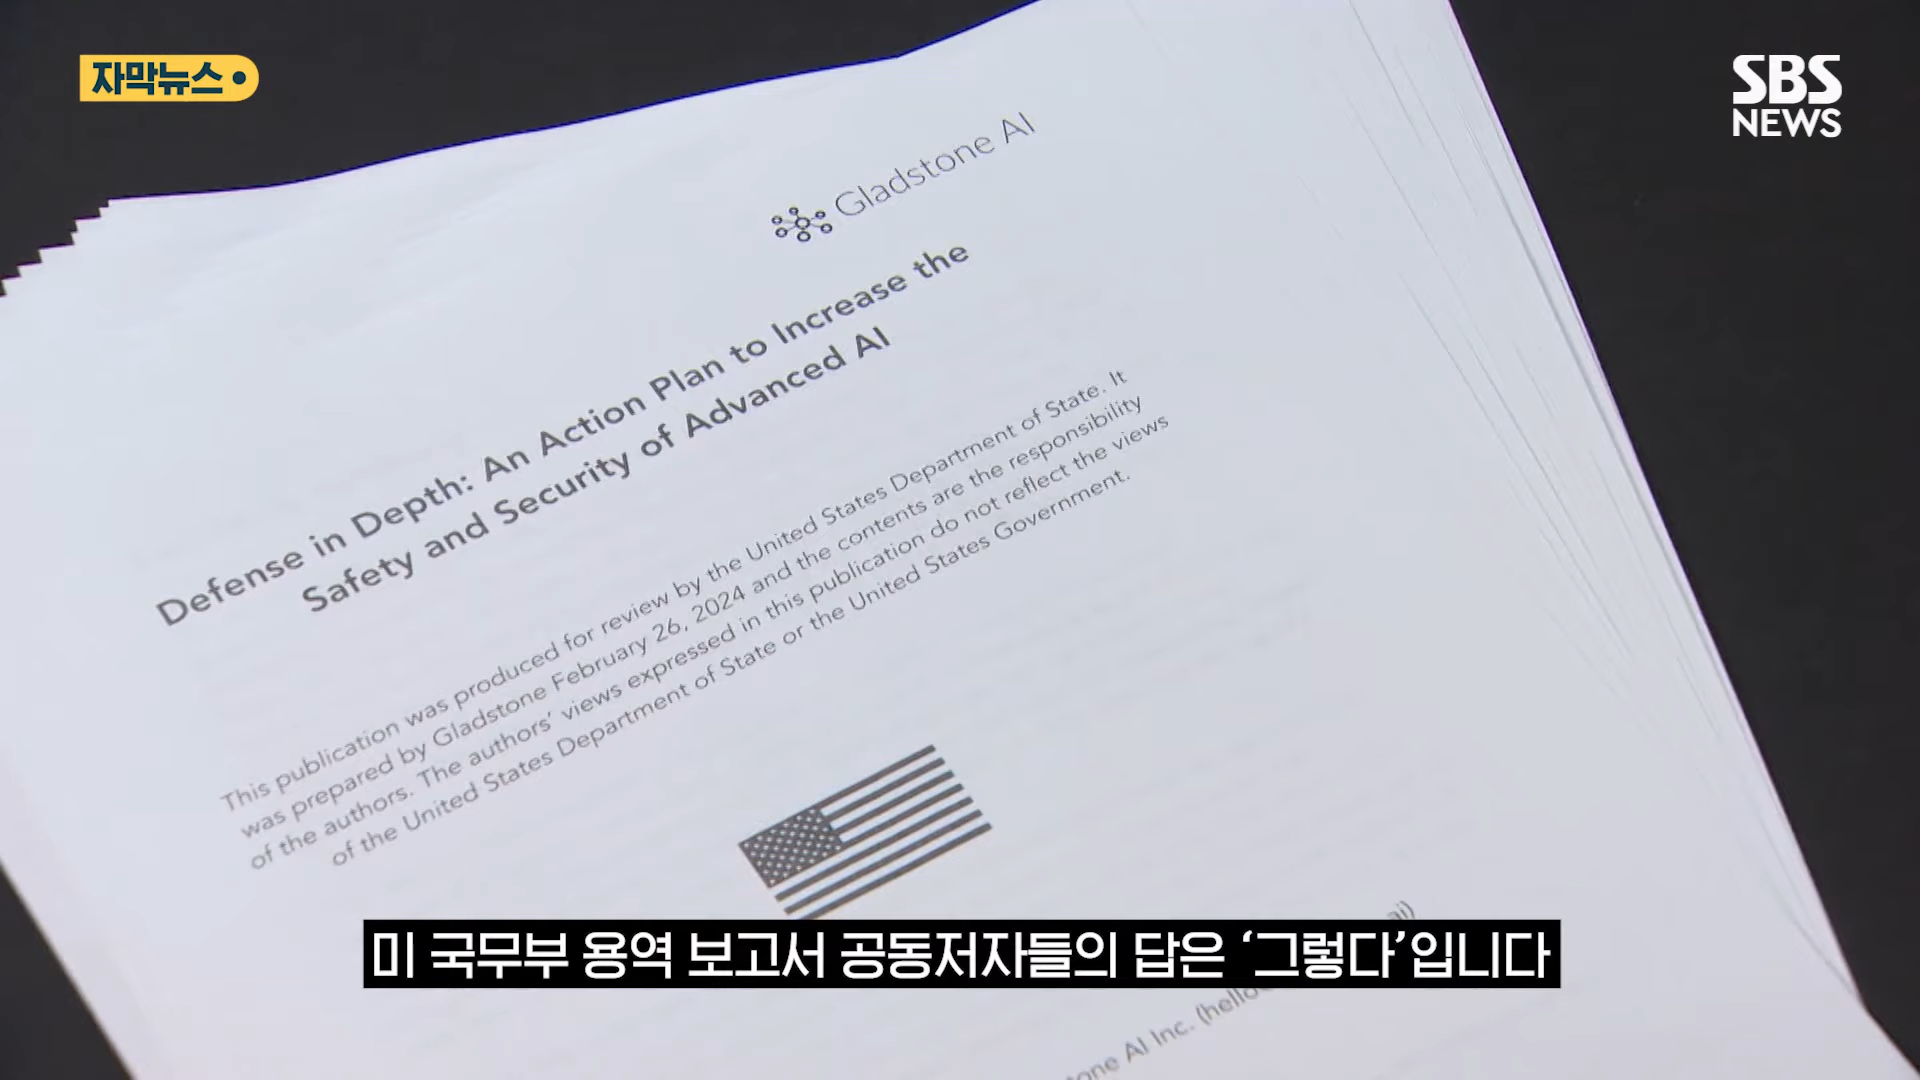 자막뉴스
SBS
NEWS
Gladstone AI
Defense in Depth: An Action Plan to Increase the
Safety and Security of Advanced AI
This publication was produced for review by the United States Department of State. It
was prepared by Gladstone February 26, 2024 and the contents are the responsibility
of the authors. The authors’ views expressed in this publication do not reflect the views
of the United States Department of State or the United States Government.
미 국무부 용역 보고서 공동저자들의 답은 ‘그렇다’입니다
AI Inc. (hello